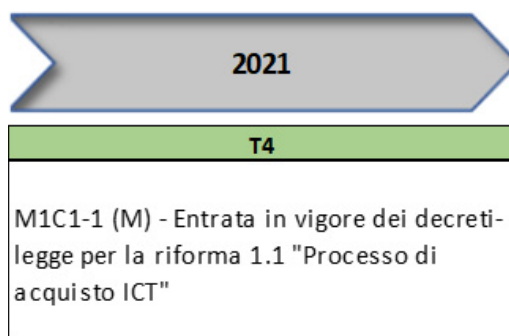 2021
T4
M1C1-1 (M) - Entrata in vigore dei decreti-
legge per la riforma 1.1 "Processo di
acquisto ICT"